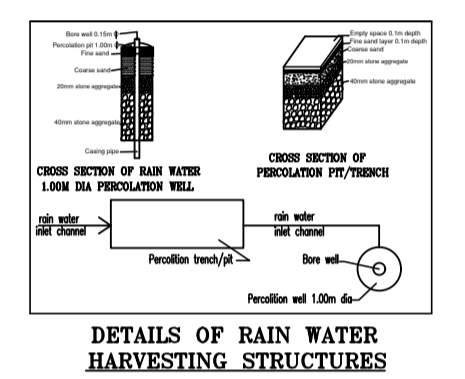 Bore well 0.15m ϕ
Percolation pit 1.00m ϕ
Fine sand
Coarse sand
20mm stone aggregate
40mm stone aggregate
Casing pipe
CROSS SECTION OF RAIN WATER
1.00M DIA PERCOLATION WELL
Empty space 0.1m depth
Fine sand layer 0.1m depth
Coarse sand
20mm stone aggregate
40mm stone aggregate
CROSS SECTION OF
PERCOLATION PIT/TRENCH
rain water
inlet channel
Percolition trench/pit
rain water
inlet channel
Bore well
Percolition well 1.00m dia
DETAILS OF RAIN WATER
HARVESTING STRUCTURES